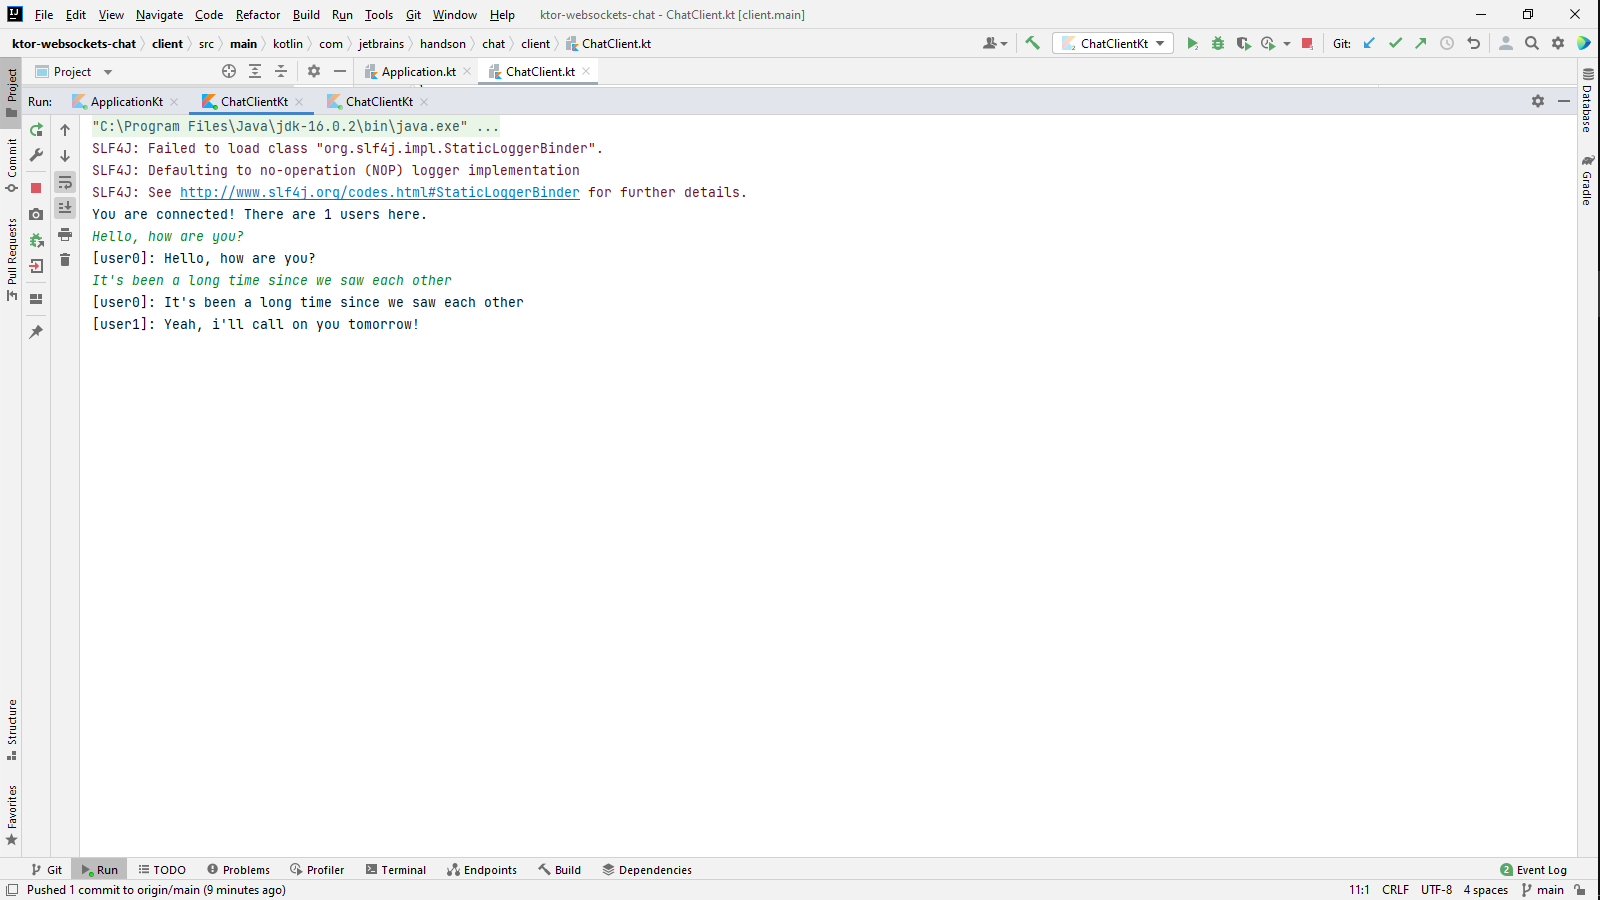 File Edit View Navigate Code Refactor Build Run Tools Git Window Help ktor-websockets-chat - ChatClient.kt [client.main]
ktor-websockets-chat client src main kotlin com jetbrains handson chat client ChatClient.kt ChatClientKt Git:
Project Application.kt ChatClient.kt
Run: ApplicationKt ChatClientKt ChatClientKt
"C:\Program Files\Java\jdk-16.0.2\bin\java.exe" ...
SLF4J: Failed to load class "org.slf4j.impl.StaticLoggerBinder".
SLF4J: Defaulting to no-operation (NOP) logger implementation
SLF4J: See http://www.slf4j.org/codes.html#StaticLoggerBinder for further details.
You are connected! There are 1 users here.
Hello, how are you?
[user0]: Hello, how are you?
It's been a long time since we saw each other
[user0]: It's been a long time since we saw each other
[user1]: Yeah, i'll call on you tomorrow!
Project
Commit
Pull Requests
Structure
Favorites
Database
Gradle
Git Run TODO Problems Profiler Terminal Endpoints Build Dependencies 2 Event Log
Pushed 1 commit to origin/main (9 minutes ago) 11:1 CRLF UTF-8 4 spaces main